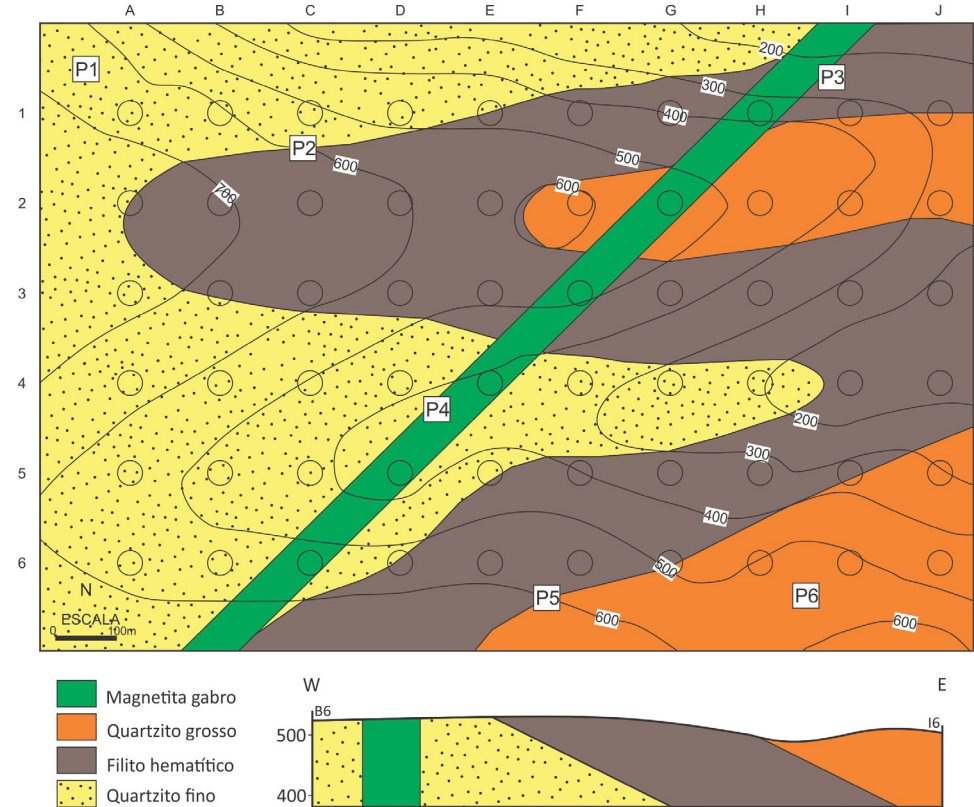 A B C D E F G H I J
P1
P3
200
300
1
400
P2
500
600
600
2
700
3
4
P4
200
300
5
400
6
500
N
P5
P6
ESCALA
0 100m
600
600
W E
Magnetita gabro
B6
I6
Quartzito grosso
500
Filito hematítico
Quartzito fino
400